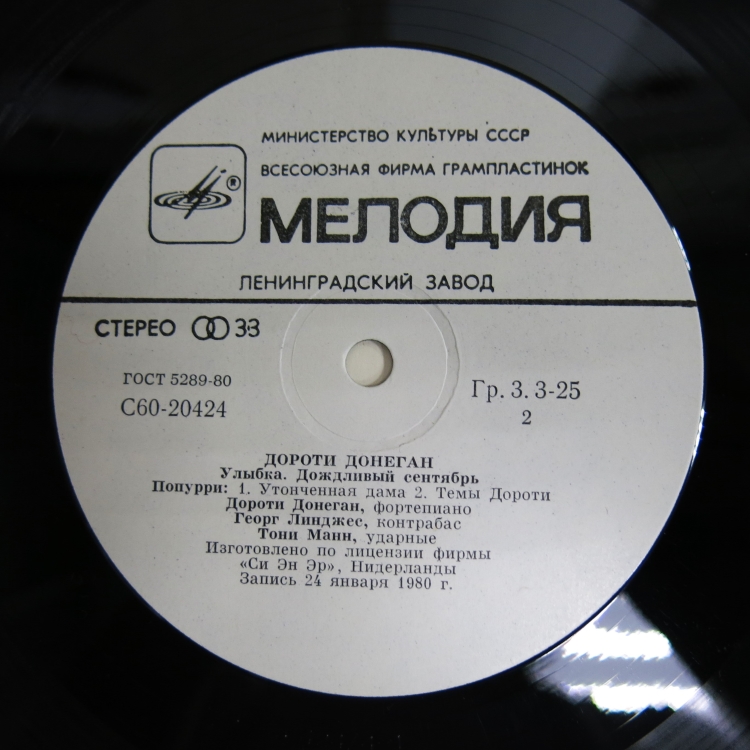 МИНИСТЕРСТВО КУЛЬТУРЫ СССР
ВСЕСОЮЗНАЯ ФИРМА ГРАМПЛАСТИНОК
®
МЕЛОДИЯ
ЛЕНИНГРАДСКИЙ ЗАВОД
СТЕРЕО 33
ГОСТ 5289-80
С60-20424
Гр. 3. 3-25
2
ДОРОТИ ДОНЕГАН
Улыбка. Дождливый сентябрь
Попурри: 1. Утонченная дама 2. Темы Дороти
Дороти Донеган, фортепиано
Георг Линджес, контрабас
Тони Манн, ударные
Изготовлено по лицензии фирмы
«Си Эн Эр», Нидерланды
Запись 24 января 1980 г.